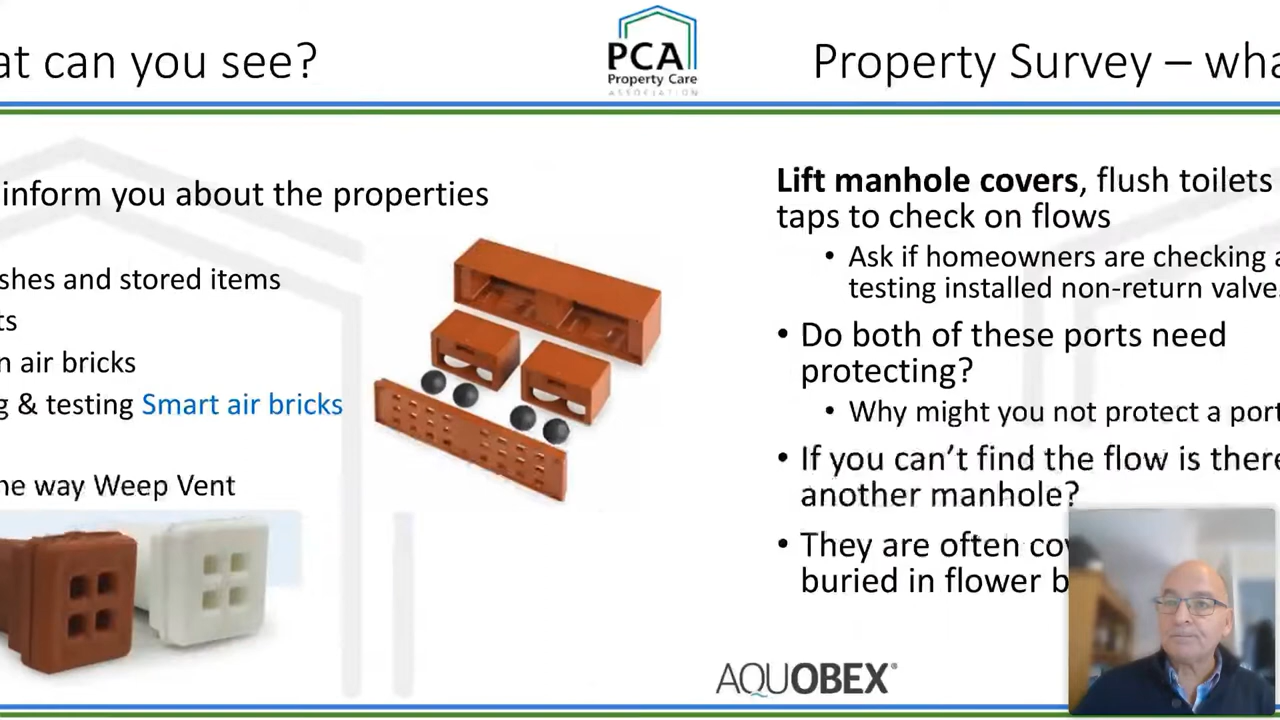 at can you see?
inform you about the properties
shes and stored items
ts
n air bricks
g & testing Smart air bricks
ne way Weep Vent
PCA
Property Care
ASSOCIATION
Property Survey – wha
Lift manhole covers, flush toilets
taps to check on flows
• Ask if homeowners are checking a
testing installed non-return valve
• Do both of these ports need
protecting?
• Why might you not protect a port
• If you can't find the flow is there
another manhole?
• They are often cov
buried in flower b
AQUOBEX®